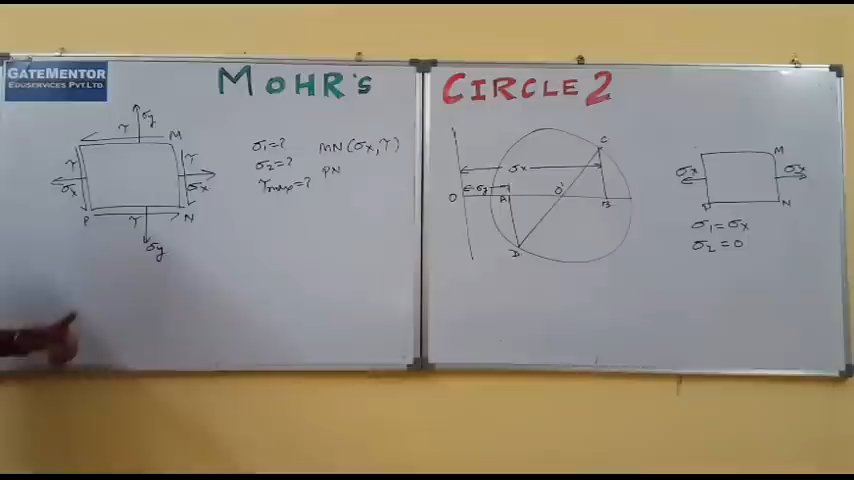 GATEMENTOR
EDUSERVICES PVT.LTD.
MOHR'S
CIRCLE 2
σy
τ
M
τ
τ
σx
σx
P
τ
N
σy
σ1=?
σ2=?
τmax=?
MN(σx,τ)
PN
C
σx
σy
O
A
O'
B
D
M
σx
σx
P
N
σ1=σx
σ2=0